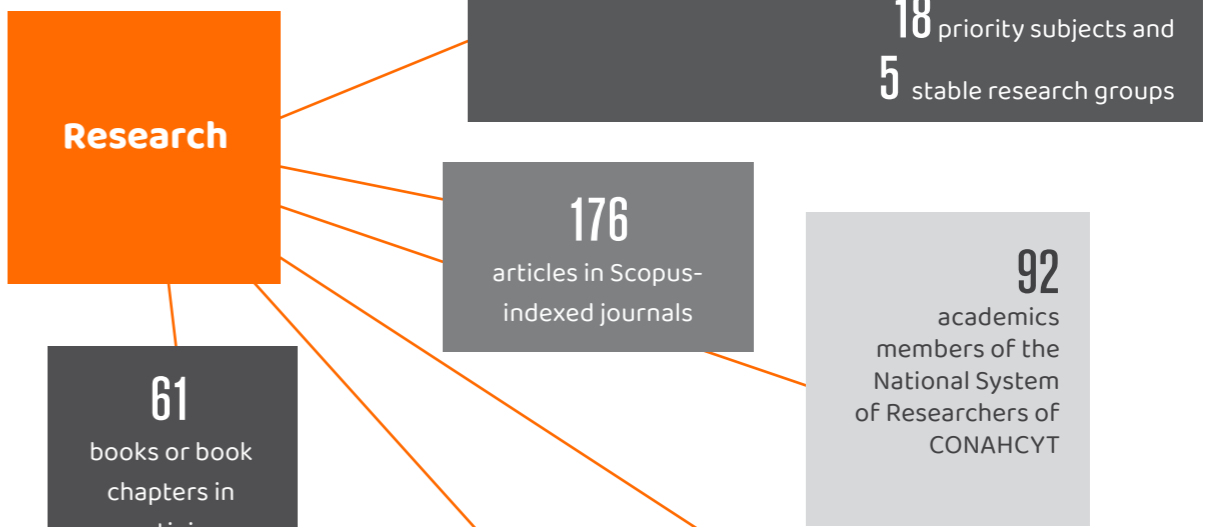 Research
18 priority subjects and
5 stable research groups
176
articles in Scopus-
indexed journals
92
academics
members of the
National System
of Researchers of
CONAHCYT
61
books or book
chapters in